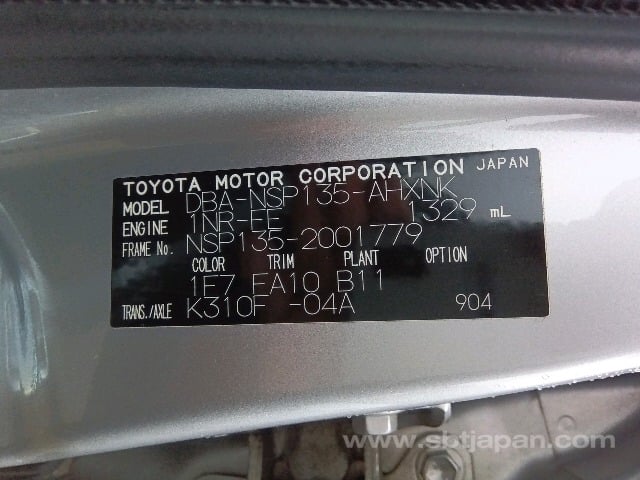 TOYOTA MOTOR CORPORATION JAPAN
MODEL DBA-NSP135-AHXNK
ENGINE 1NR-FE 1329 mL
FRAME No. NSP135-2001779
COLOR TRIM PLANT OPTION
1E7 FA10 B11
TRANS./AXLE K310F -04A 904
www.sbtjapan.com